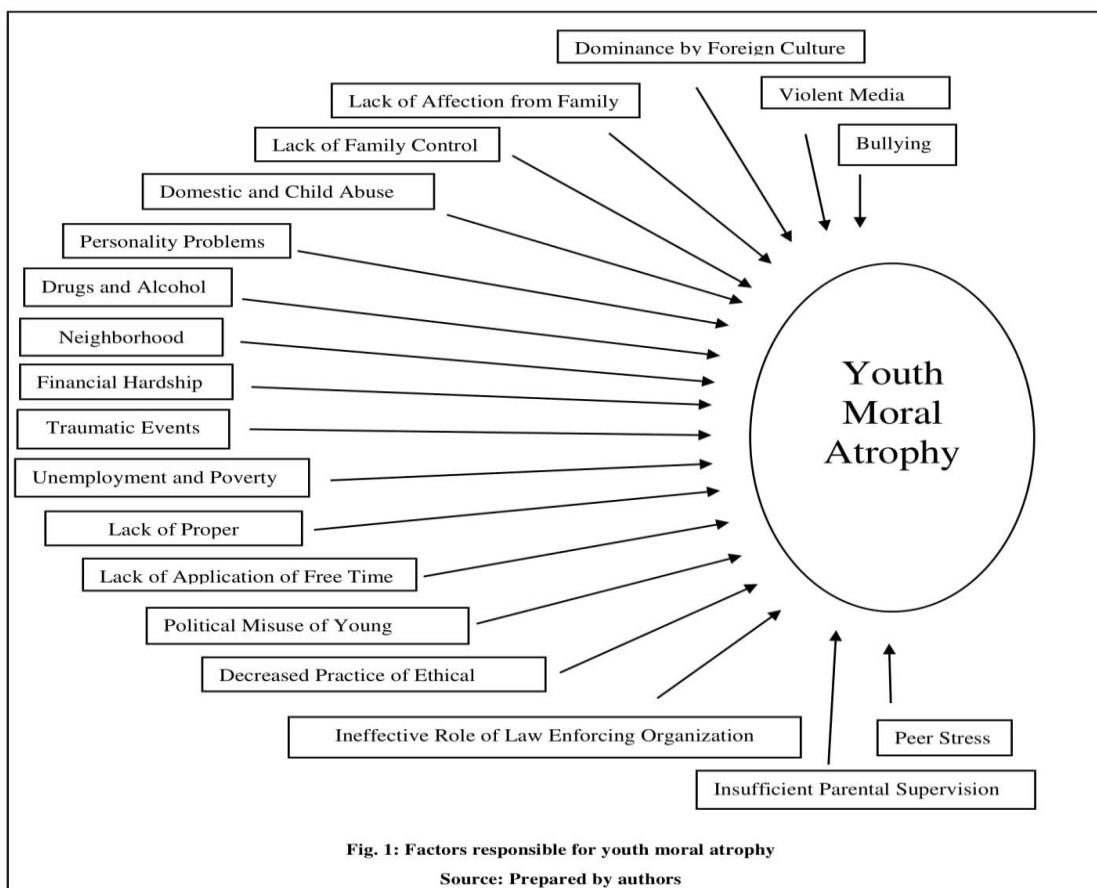 Dominance by Foreign Culture
Violent Media
Lack of Affection from Family
Bullying
Lack of Family Control
Domestic and Child Abuse
Personality Problems
Drugs and Alcohol
Neighborhood
Financial Hardship
Traumatic Events
Unemployment and Poverty
Lack of Proper
Lack of Application of Free Time
Political Misuse of Young
Decreased Practice of Ethical
Ineffective Role of Law Enforcing Organization
Peer Stress
Insufficient Parental Supervision
Youth
Moral
Atrophy
Fig. 1: Factors responsible for youth moral atrophy
Source: Prepared by authors